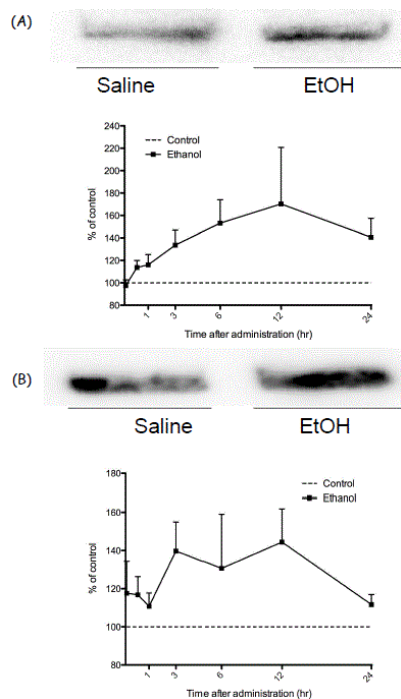 (A)
Saline EtOH
240
220
200
180
160
140
120
100
80
% of control
Control
Ethanol
1 3 6 12 24
Time after administration (hr)
(B)
Saline EtOH
180
160
140
120
100
80
% of control
Control
Ethanol
1 3 6 12 24
Time after administration (hr)